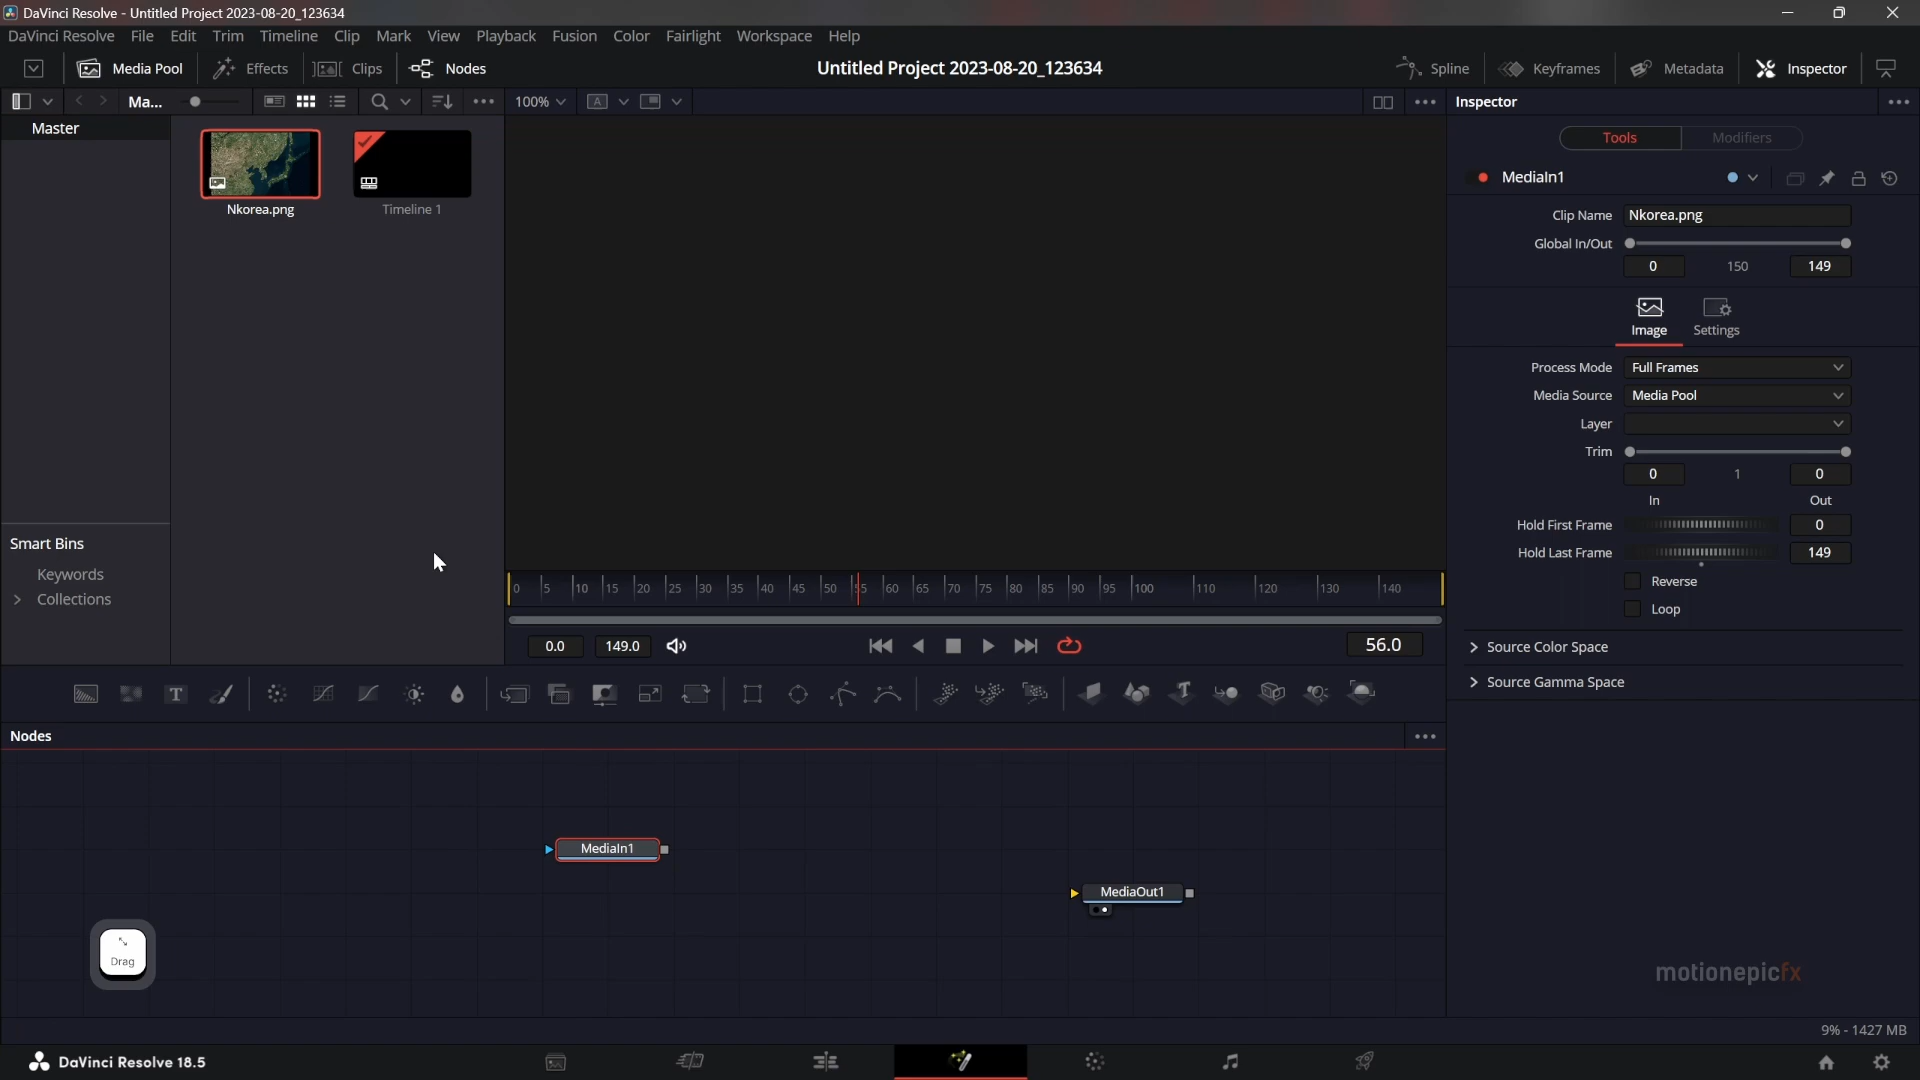 DaVinci Resolve - Untitled Project 2023-08-20_123634
DaVinci Resolve File Edit Trim Timeline Clip Mark View Playback Fusion Color Fairlight Workspace Help
Media Pool Effects Clips Nodes Untitled Project 2023-08-20_123634 Spline Keyframes Metadata Inspector
Ma... 100% A Inspector
Master
Nkorea.png Timeline 1
Tools Modifiers
MediaIn1
Clip Name Nkorea.png
Global In/Out
0 150 149
Image Settings
Process Mode Full Frames
Media Source Media Pool
Layer
Trim
0 1 0
In Out
Hold First Frame 0
Hold Last Frame 149
Reverse
Loop
Source Color Space
Source Gamma Space
Smart Bins
Keywords
Collections
0 5 10 15 20 25 30 35 40 45 50 55 60 65 70 75 80 85 90 95 100 110 120 130 140
0.0 149.0 56.0
T T
Nodes
MediaIn1
MediaOut1
Drag
motionepicfx
9% - 1427 MB
DaVinci Resolve 18.5